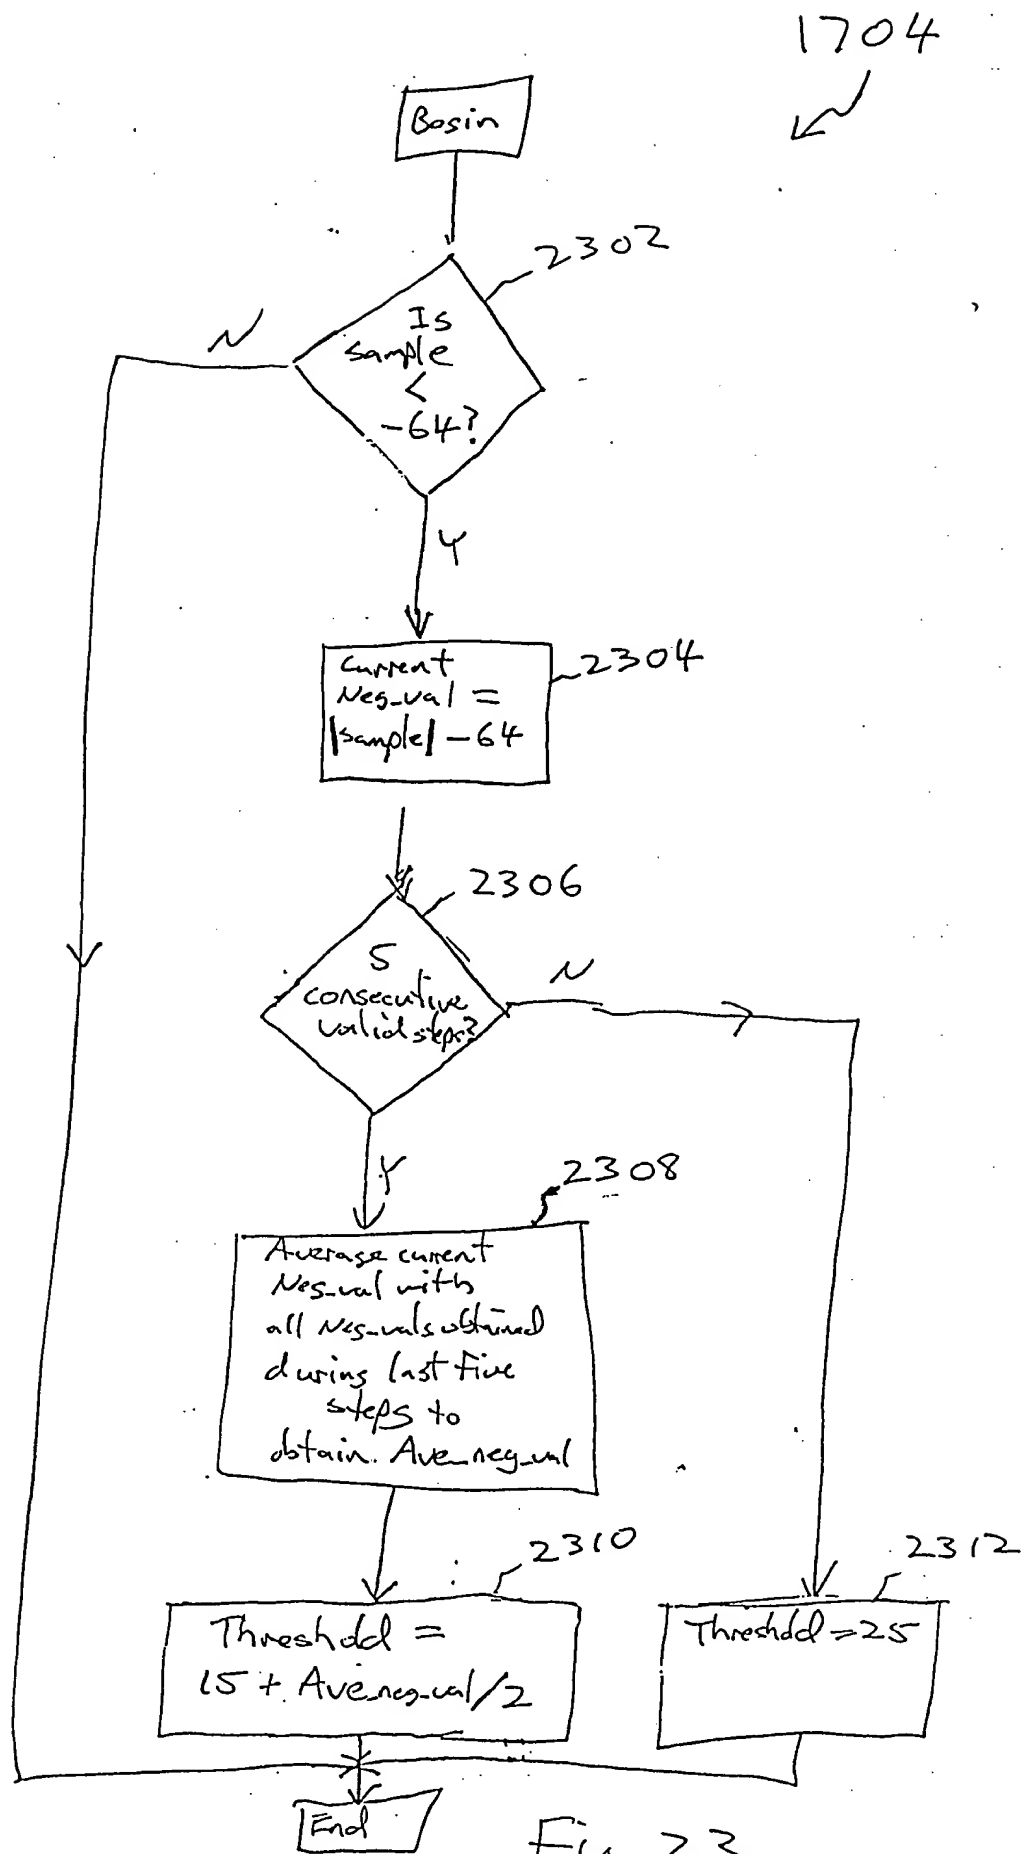 1704
Begin
2302
N
Is
sample
<
-64?
Y
2304
Current
Neg_val =
|sample| -64
2306
5
consecutive
valid steps?
N
Y
2308
Average current
Neg_val with
all Neg_vals obtained
during last five
steps to
obtain Ave_neg_val
2310
Threshold =
15 + Ave_neg_val/2
2312
Threshold = 25
End
Fig 23